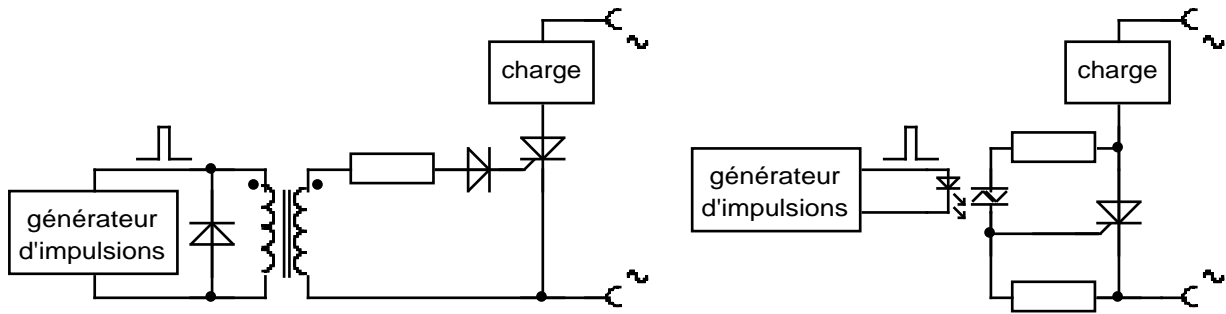 charge
générateur
d'impulsions
charge
générateur
d'impulsions